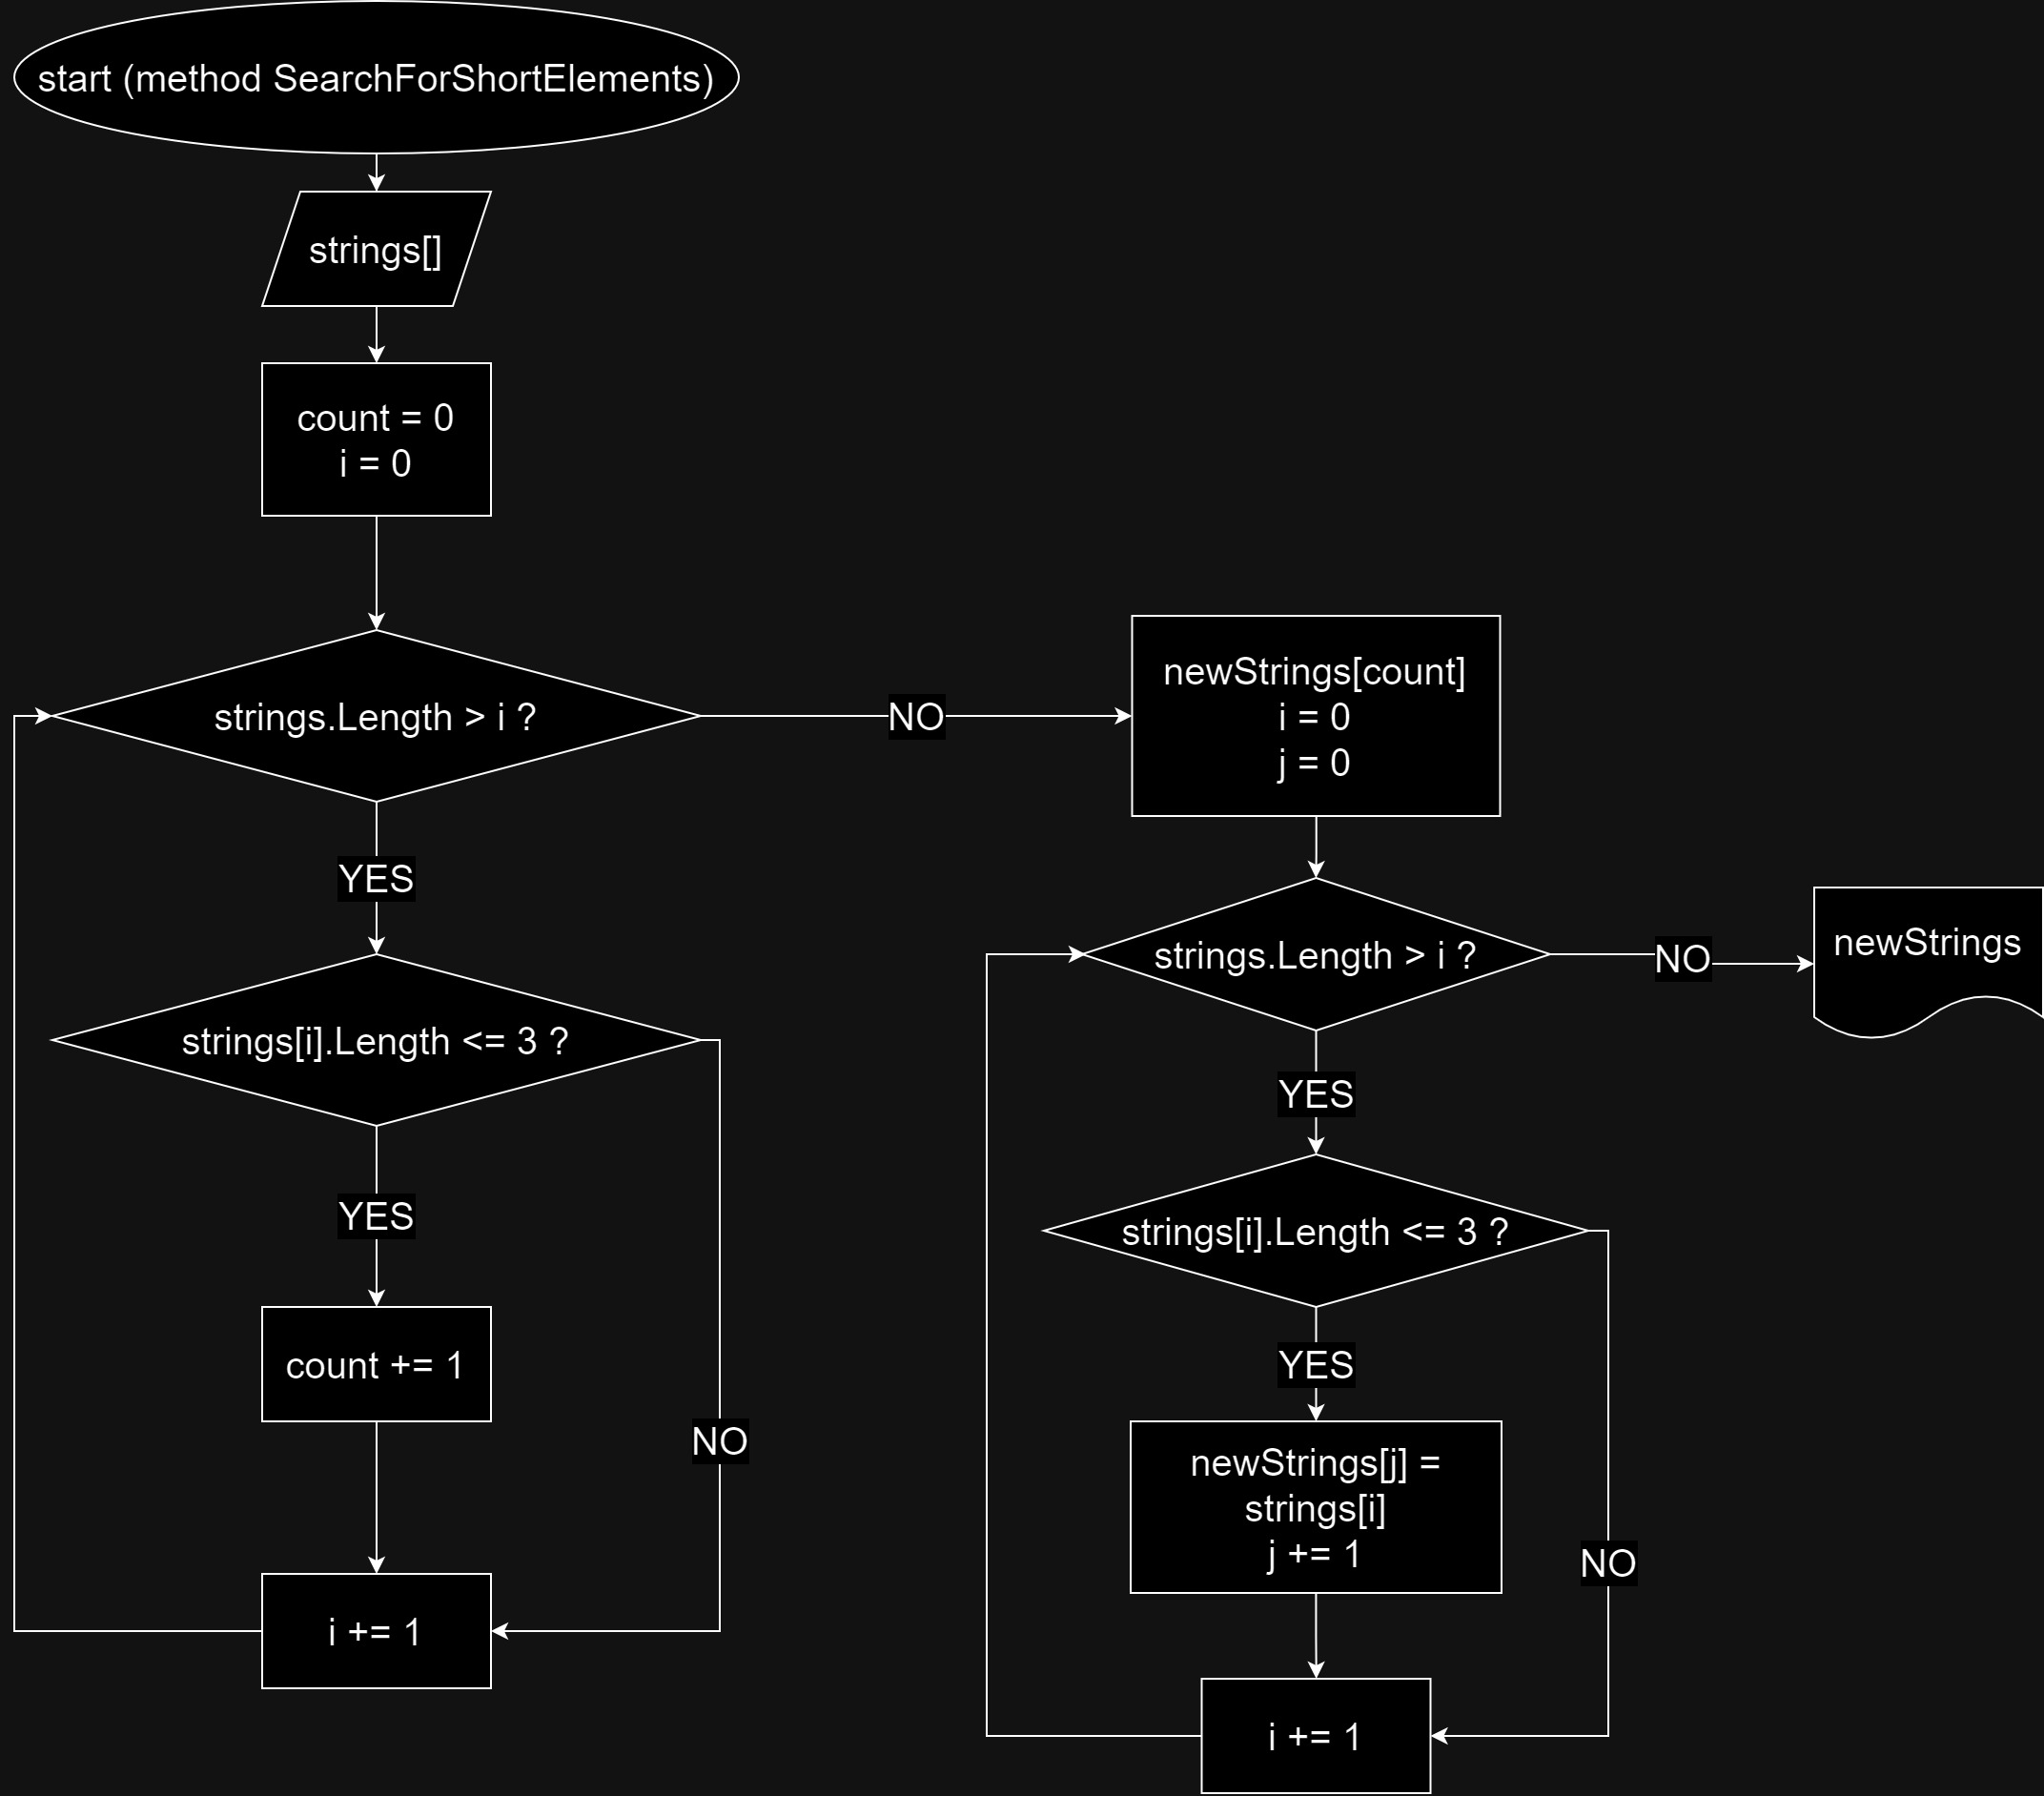 start (method SearchForShortElements)
strings[]
count = 0
i = 0
strings.Length > i ?
YES
strings[i].Length <= 3 ?
YES
count += 1
NO
i += 1
NO
newStrings[count]
i = 0
j = 0
strings.Length > i ?
NO
newStrings
YES
strings[i].Length <= 3 ?
YES
newStrings[j] =
strings[i]
j += 1
NO
i += 1